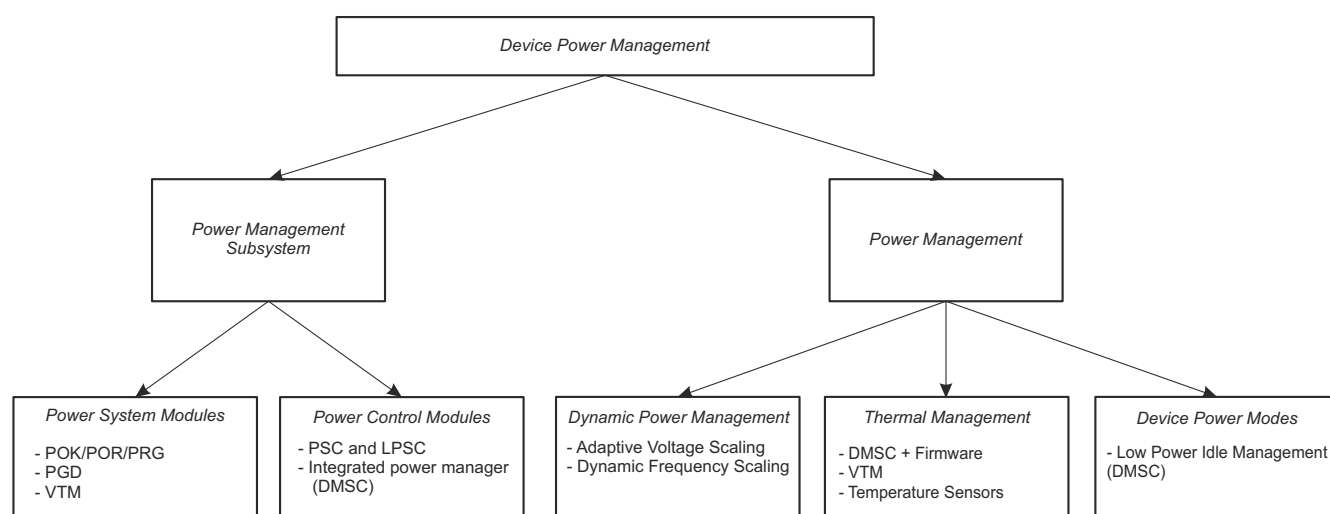 Device Power Management
Power Management
Subsystem
Power Management
Power System Modules
- POK/POR/PRG
- PGD
- VTM
Power Control Modules
- PSC and LPSC
- Integrated power manager
(DMSC)
Dynamic Power Management
- Adaptive Voltage Scaling
- Dynamic Frequency Scaling
Thermal Management
- DMSC + Firmware
- VTM
- Temperature Sensors
Device Power Modes
- Low Power Idle Management
(DMSC)